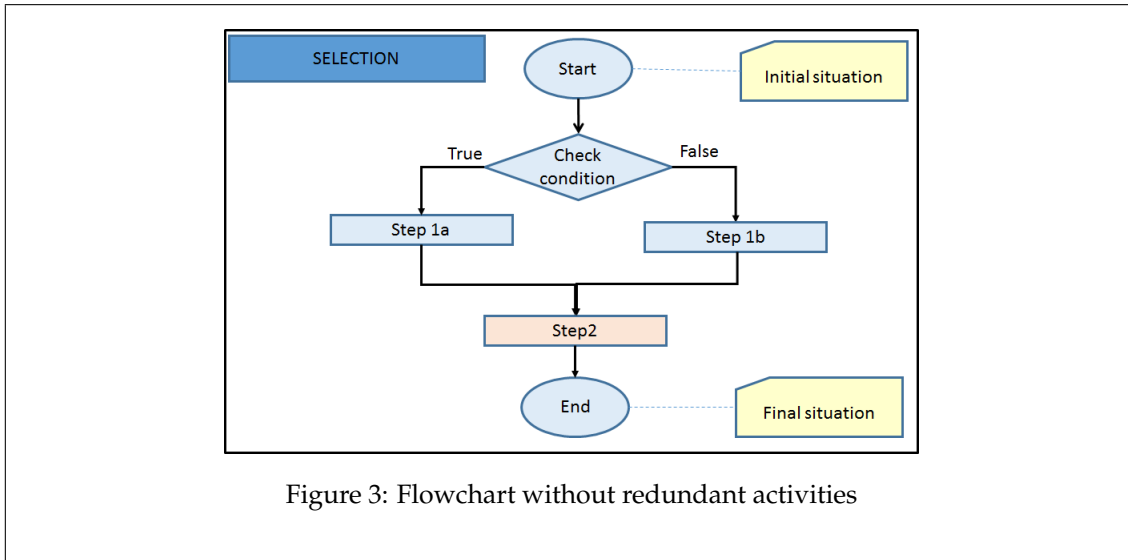 SELECTION
Start
Initial situation
Check
condition
True
False
Step 1a
Step 1b
Step2
End
Final situation
Figure 3: Flowchart without redundant activities